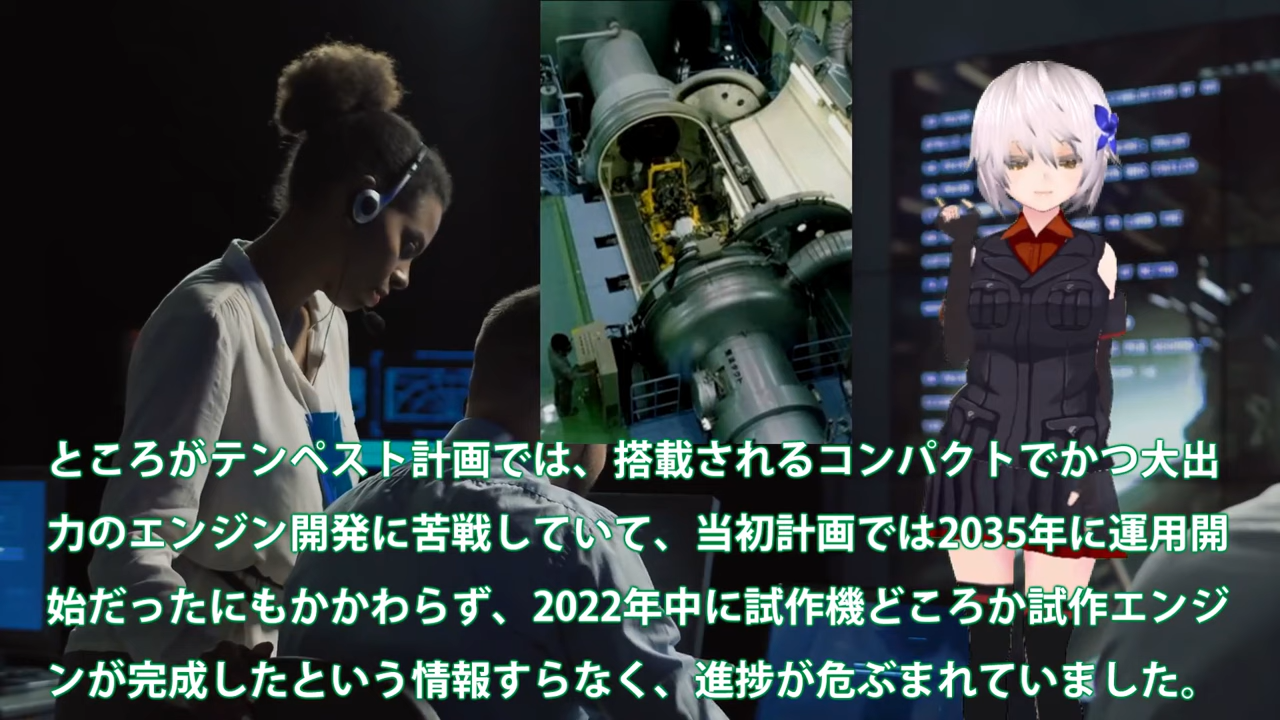 ところがテンペスト計画では、搭載されるコンパクトでかつ大出
力のエンジン開発に苦戦していて、当初計画では2035年に運用開
始だったにもかかわらず、2022年中に試作機どころか試作エンジ
ンが完成したという情報すらなく、進捗が危ぶまれていました。